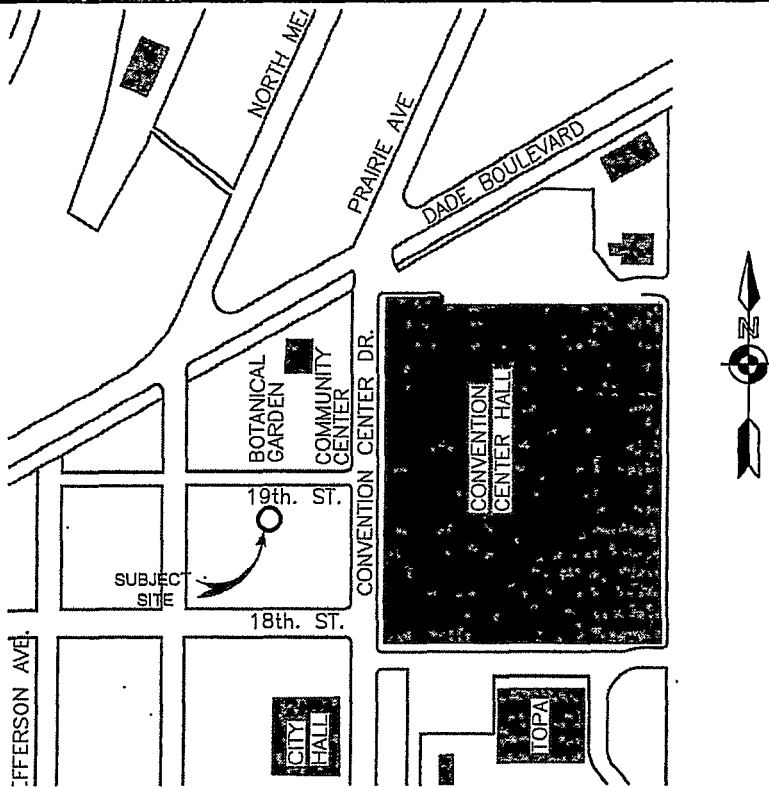 NORTH ME
PRAIRIE AVE
DADE BOULEVARD
BOTANICAL
GARDEN
COMMUNITY
CENTER
CONVENTION CENTER DR.
CONVENTION
CENTER HALL
N
19th. ST.
SUBJECT
SITE
18th. ST.
EFFERSON AVE.
CITY
HALL
TOPA